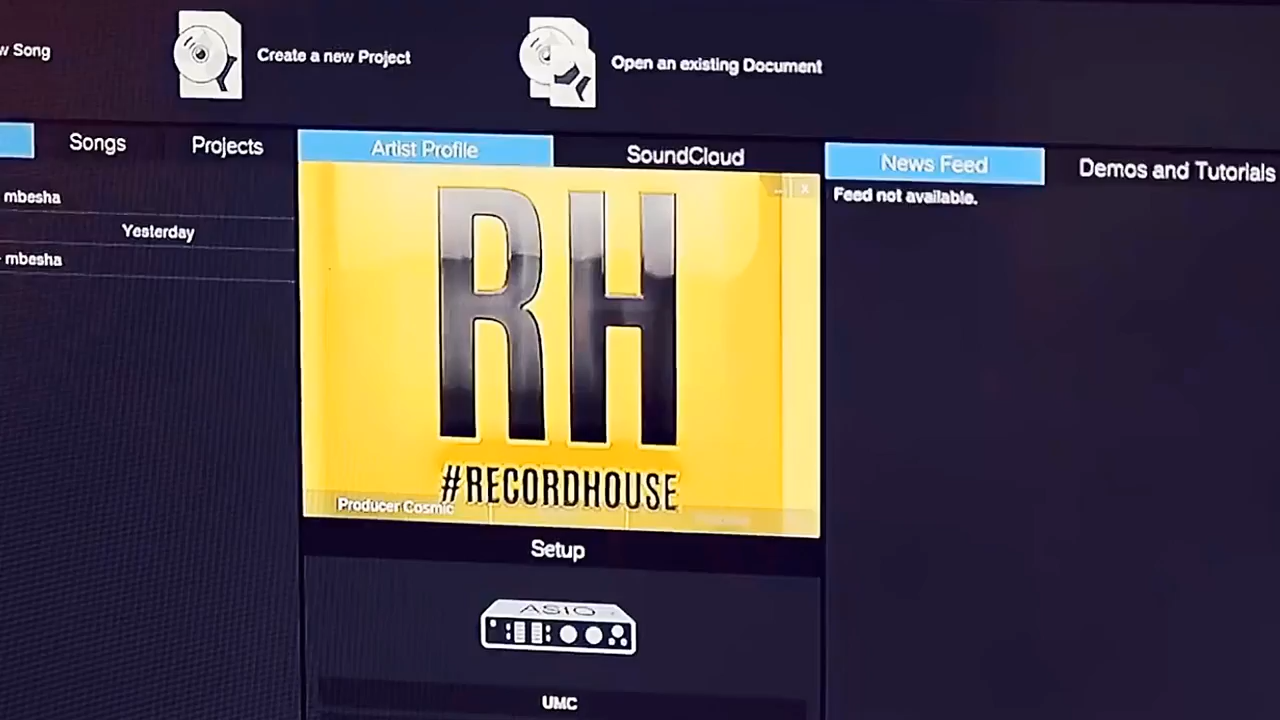 w Song
Create a new Project
Open an existing Document
Songs
Projects
Artist Profile
SoundCloud
News Feed
Demos and Tutorials
mbesha
Yesterday
mbesha
Feed not available.
RH
#RECORDHOUSE
Producer Cosmic
Setup
ASIO
UMC